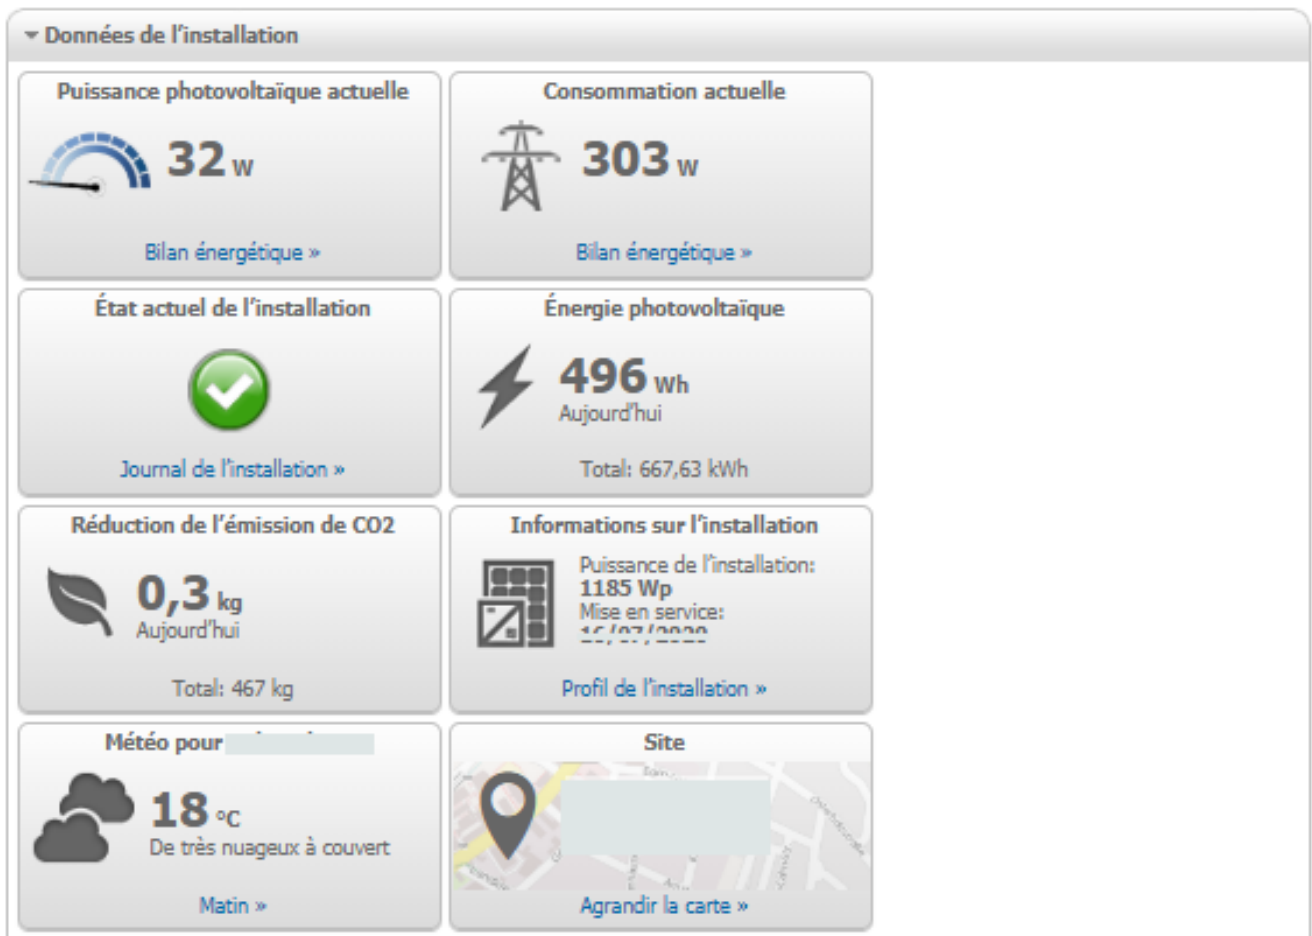 Données de l'installation
Puissance photovoltaïque actuelle
32 W
Bilan énergétique »
Consommation actuelle
303 W
Bilan énergétique »
État actuel de l'installation
Journal de l'installation »
Énergie photovoltaïque
496 Wh
Aujourd'hui
Total: 667,63 kWh
Réduction de l'émission de CO2
0,3 kg
Aujourd'hui
Total: 467 kg
Informations sur l'installation
Puissance de l'installation:
1185 Wp
Mise en service:
Profil de l'installation »
Météo pour
18 °C
De très nuageux à couvert
Matin »
Site
Agrandir la carte »